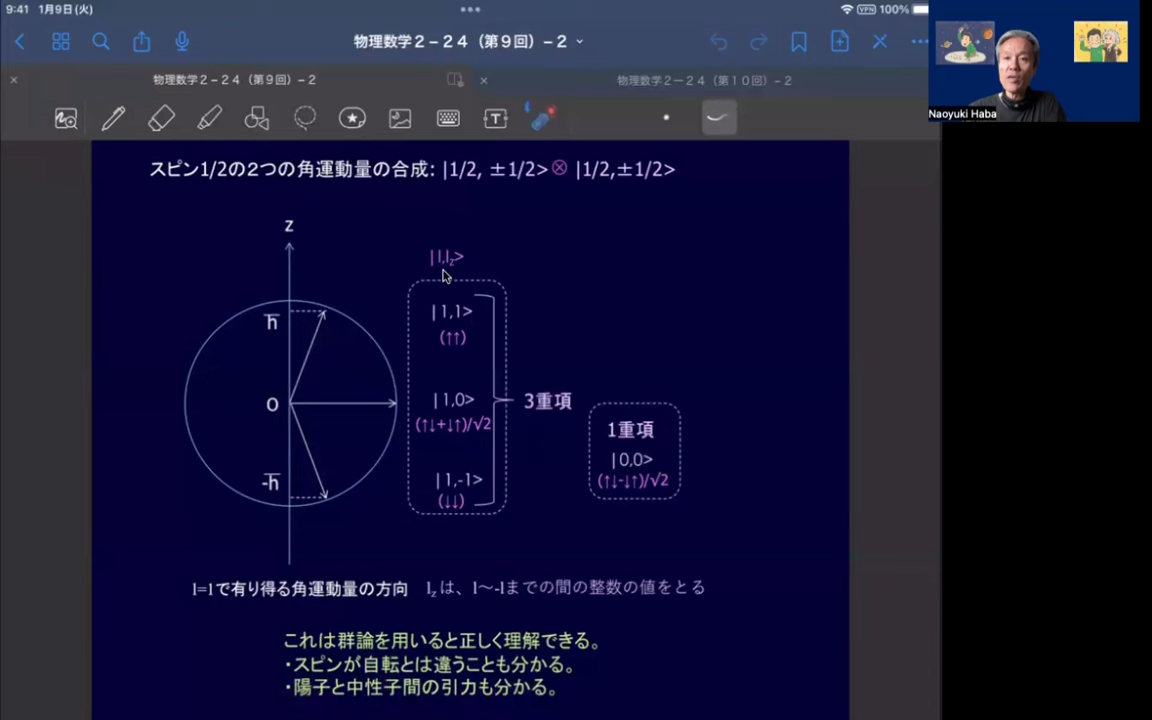 9:41 1月9日(火)
VPN 100%
物理数学２－２４（第９回）－２
物理数学２－２４（第９回）－２
物理数学２ー２４（第１０回）－２
T
Naoyuki Haba
スピン1/2の２つの角運動量の合成: |1/2, ±1/2>⊗ |1/2,±1/2>
z
|l,lz>
ħ
|1,1>
(↑↑)
O
|1,0>
(↑↓+↓↑)/√2
3重項
1重項
|0,0>
(↑↓-↓↑)/√2
-ħ
|1,-1>
(↓↓)
l=1で有り得る角運動量の方向 lzは、l～-lまでの間の整数の値をとる
これは群論を用いると正しく理解できる。
・スピンが自転とは違うことも分かる。
・陽子と中性子間の引力も分かる。